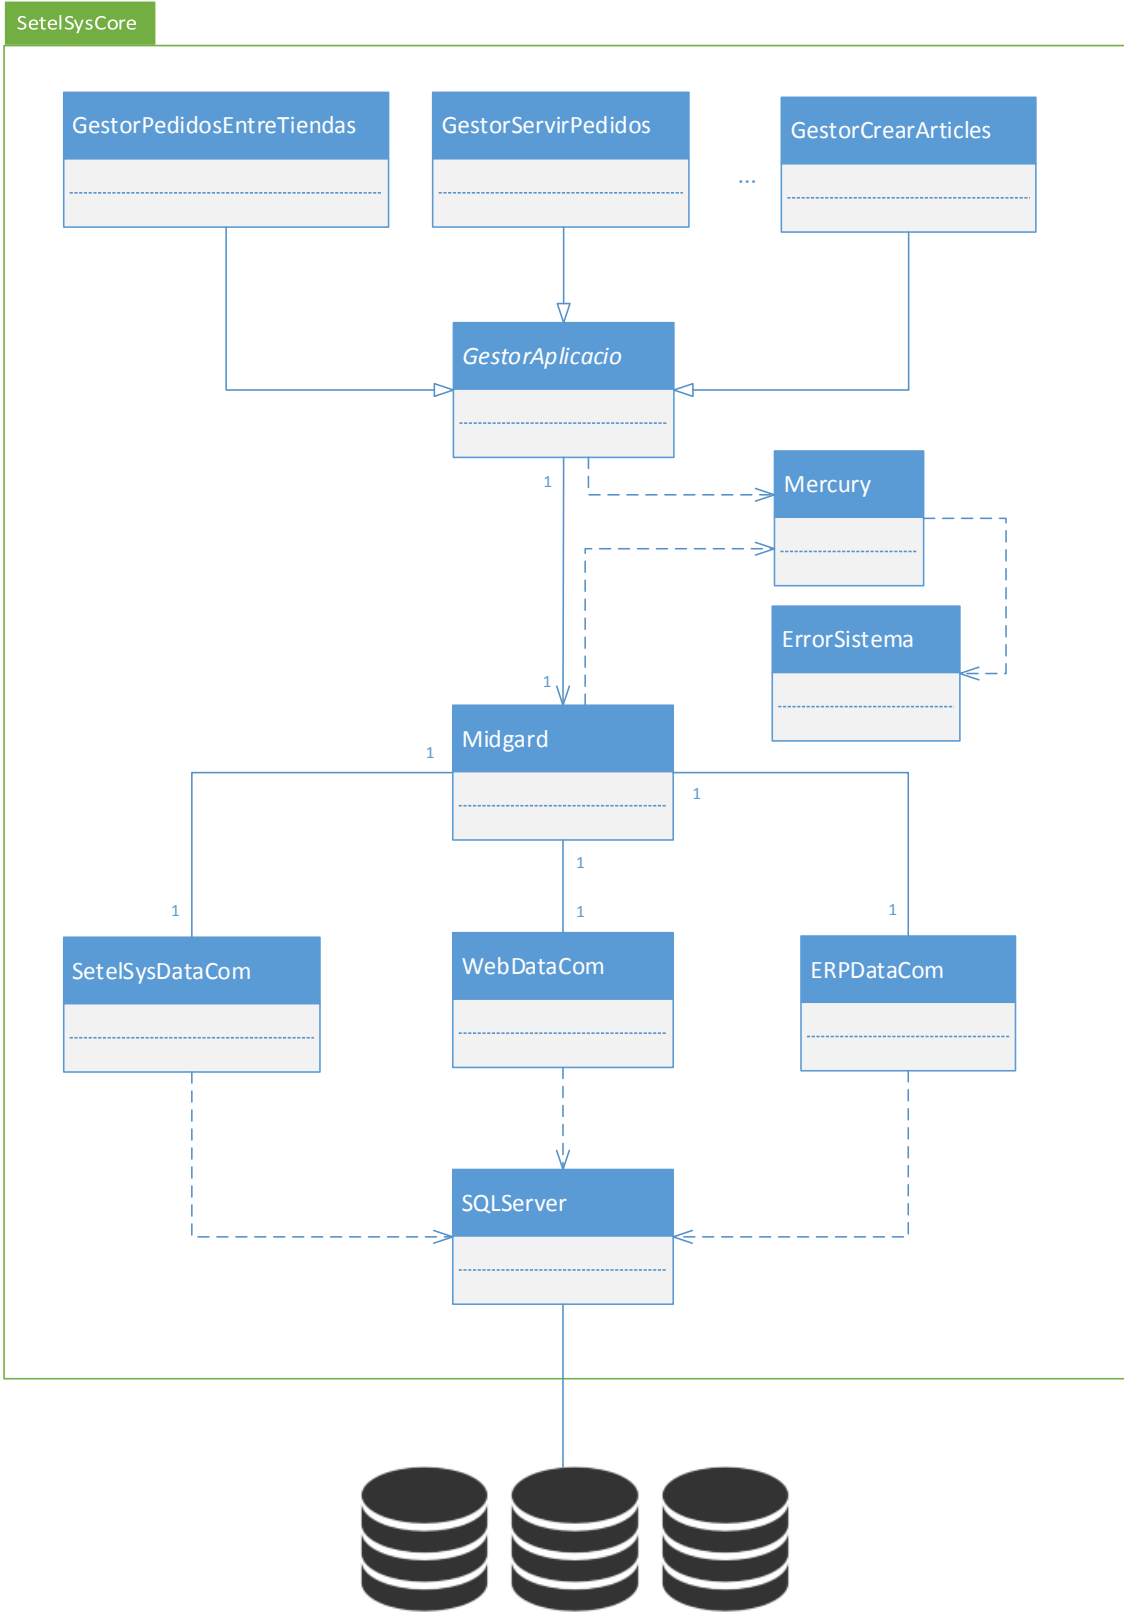 SetelSysCore
GestorPedidosEntreTiendas
GestorServirPedidos
...
GestorCrearArticles
GestorAplicacio
1
Mercury
ErrorSistema
1
Midgard
1
1
1
1
1
1
SetelSysDataCom
WebDataCom
ERPDataCom
SQLServer